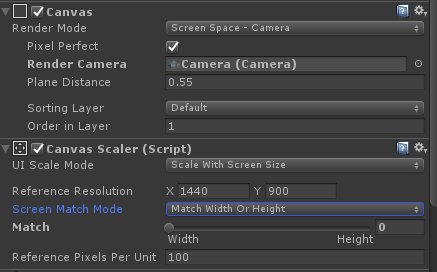 Canvas
Render Mode Screen Space - Camera
Pixel Perfect
Render Camera Camera (Camera)
Plane Distance 0.55
Sorting Layer Default
Order in Layer 1
Canvas Scaler (Script)
UI Scale Mode Scale With Screen Size
Reference Resolution X 1440 Y 900
Screen Match Mode Match Width Or Height
Match 0
Width Height
Reference Pixels Per Unit 100